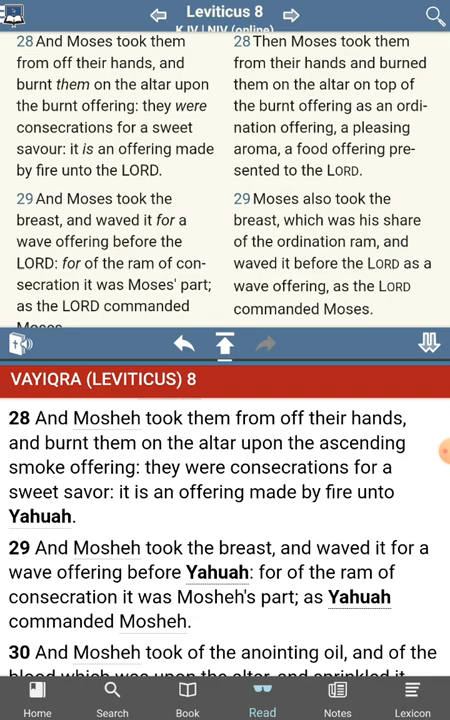 Leviticus 8
KJV | NIV (online)
28 And Moses took them
from off their hands, and
burnt them on the altar upon
the burnt offering: they were
consecrations for a sweet
savour: it is an offering made
by fire unto the LORD.
29 And Moses took the
breast, and waved it for a
wave offering before the
LORD: for of the ram of con-
secration it was Moses' part;
as the LORD commanded
Moses.
28 Then Moses took them
from their hands and burned
them on the altar on top of
the burnt offering as an ordi-
nation offering, a pleasing
aroma, a food offering pre-
sented to the LORD.
29 Moses also took the
breast, which was his share
of the ordination ram, and
waved it before the LORD as a
wave offering, as the LORD
commanded Moses.
VAYIQRA (LEVITICUS) 8
28 And Mosheh took them from off their hands,
and burnt them on the altar upon the ascending
smoke offering: they were consecrations for a
sweet savor: it is an offering made by fire unto
Yahuah.
29 And Mosheh took the breast, and waved it for a
wave offering before Yahuah: for of the ram of
consecration it was Mosheh's part; as Yahuah
commanded Mosheh.
30 And Mosheh took of the anointing oil, and of the
blood which was upon the altar, and sprinkled it
Home
Search
Book
Read
Notes
Lexicon